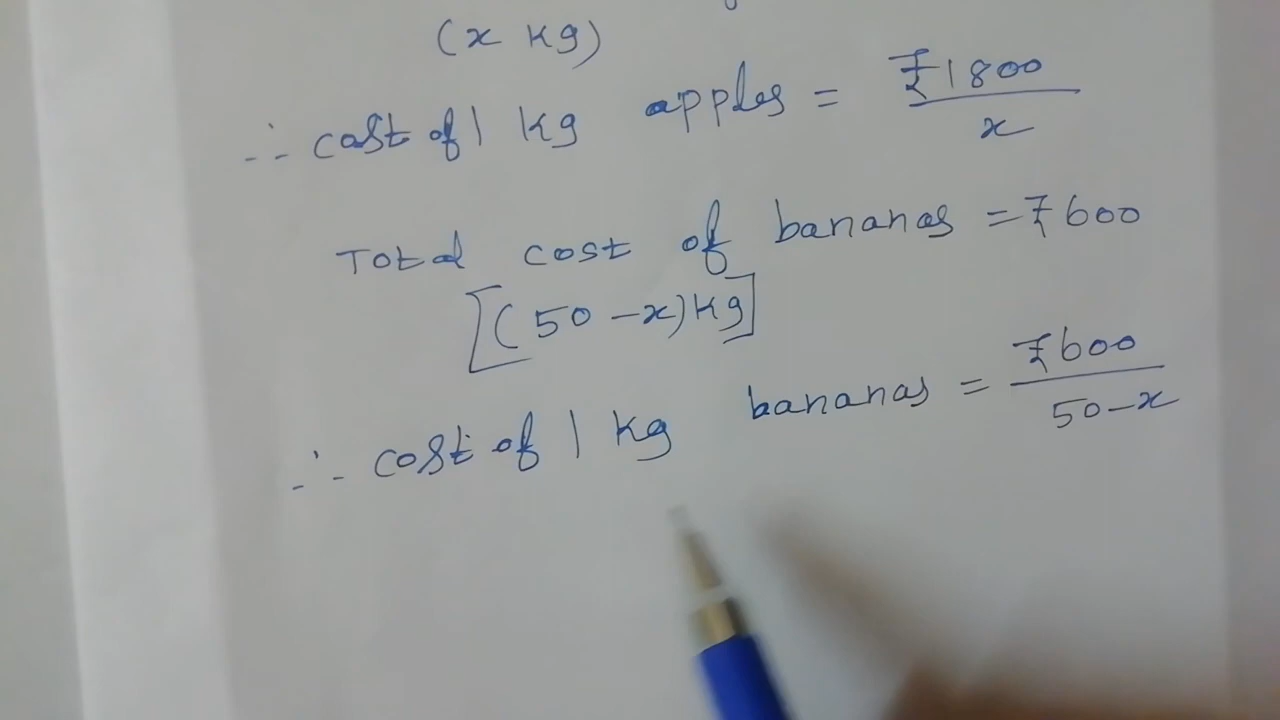 (x kg)
∴ cost of 1 kg apples = ₹1800/x
Total cost of bananas = ₹600
[(50-x)kg]
∴ cost of 1 kg bananas = ₹600/50-x